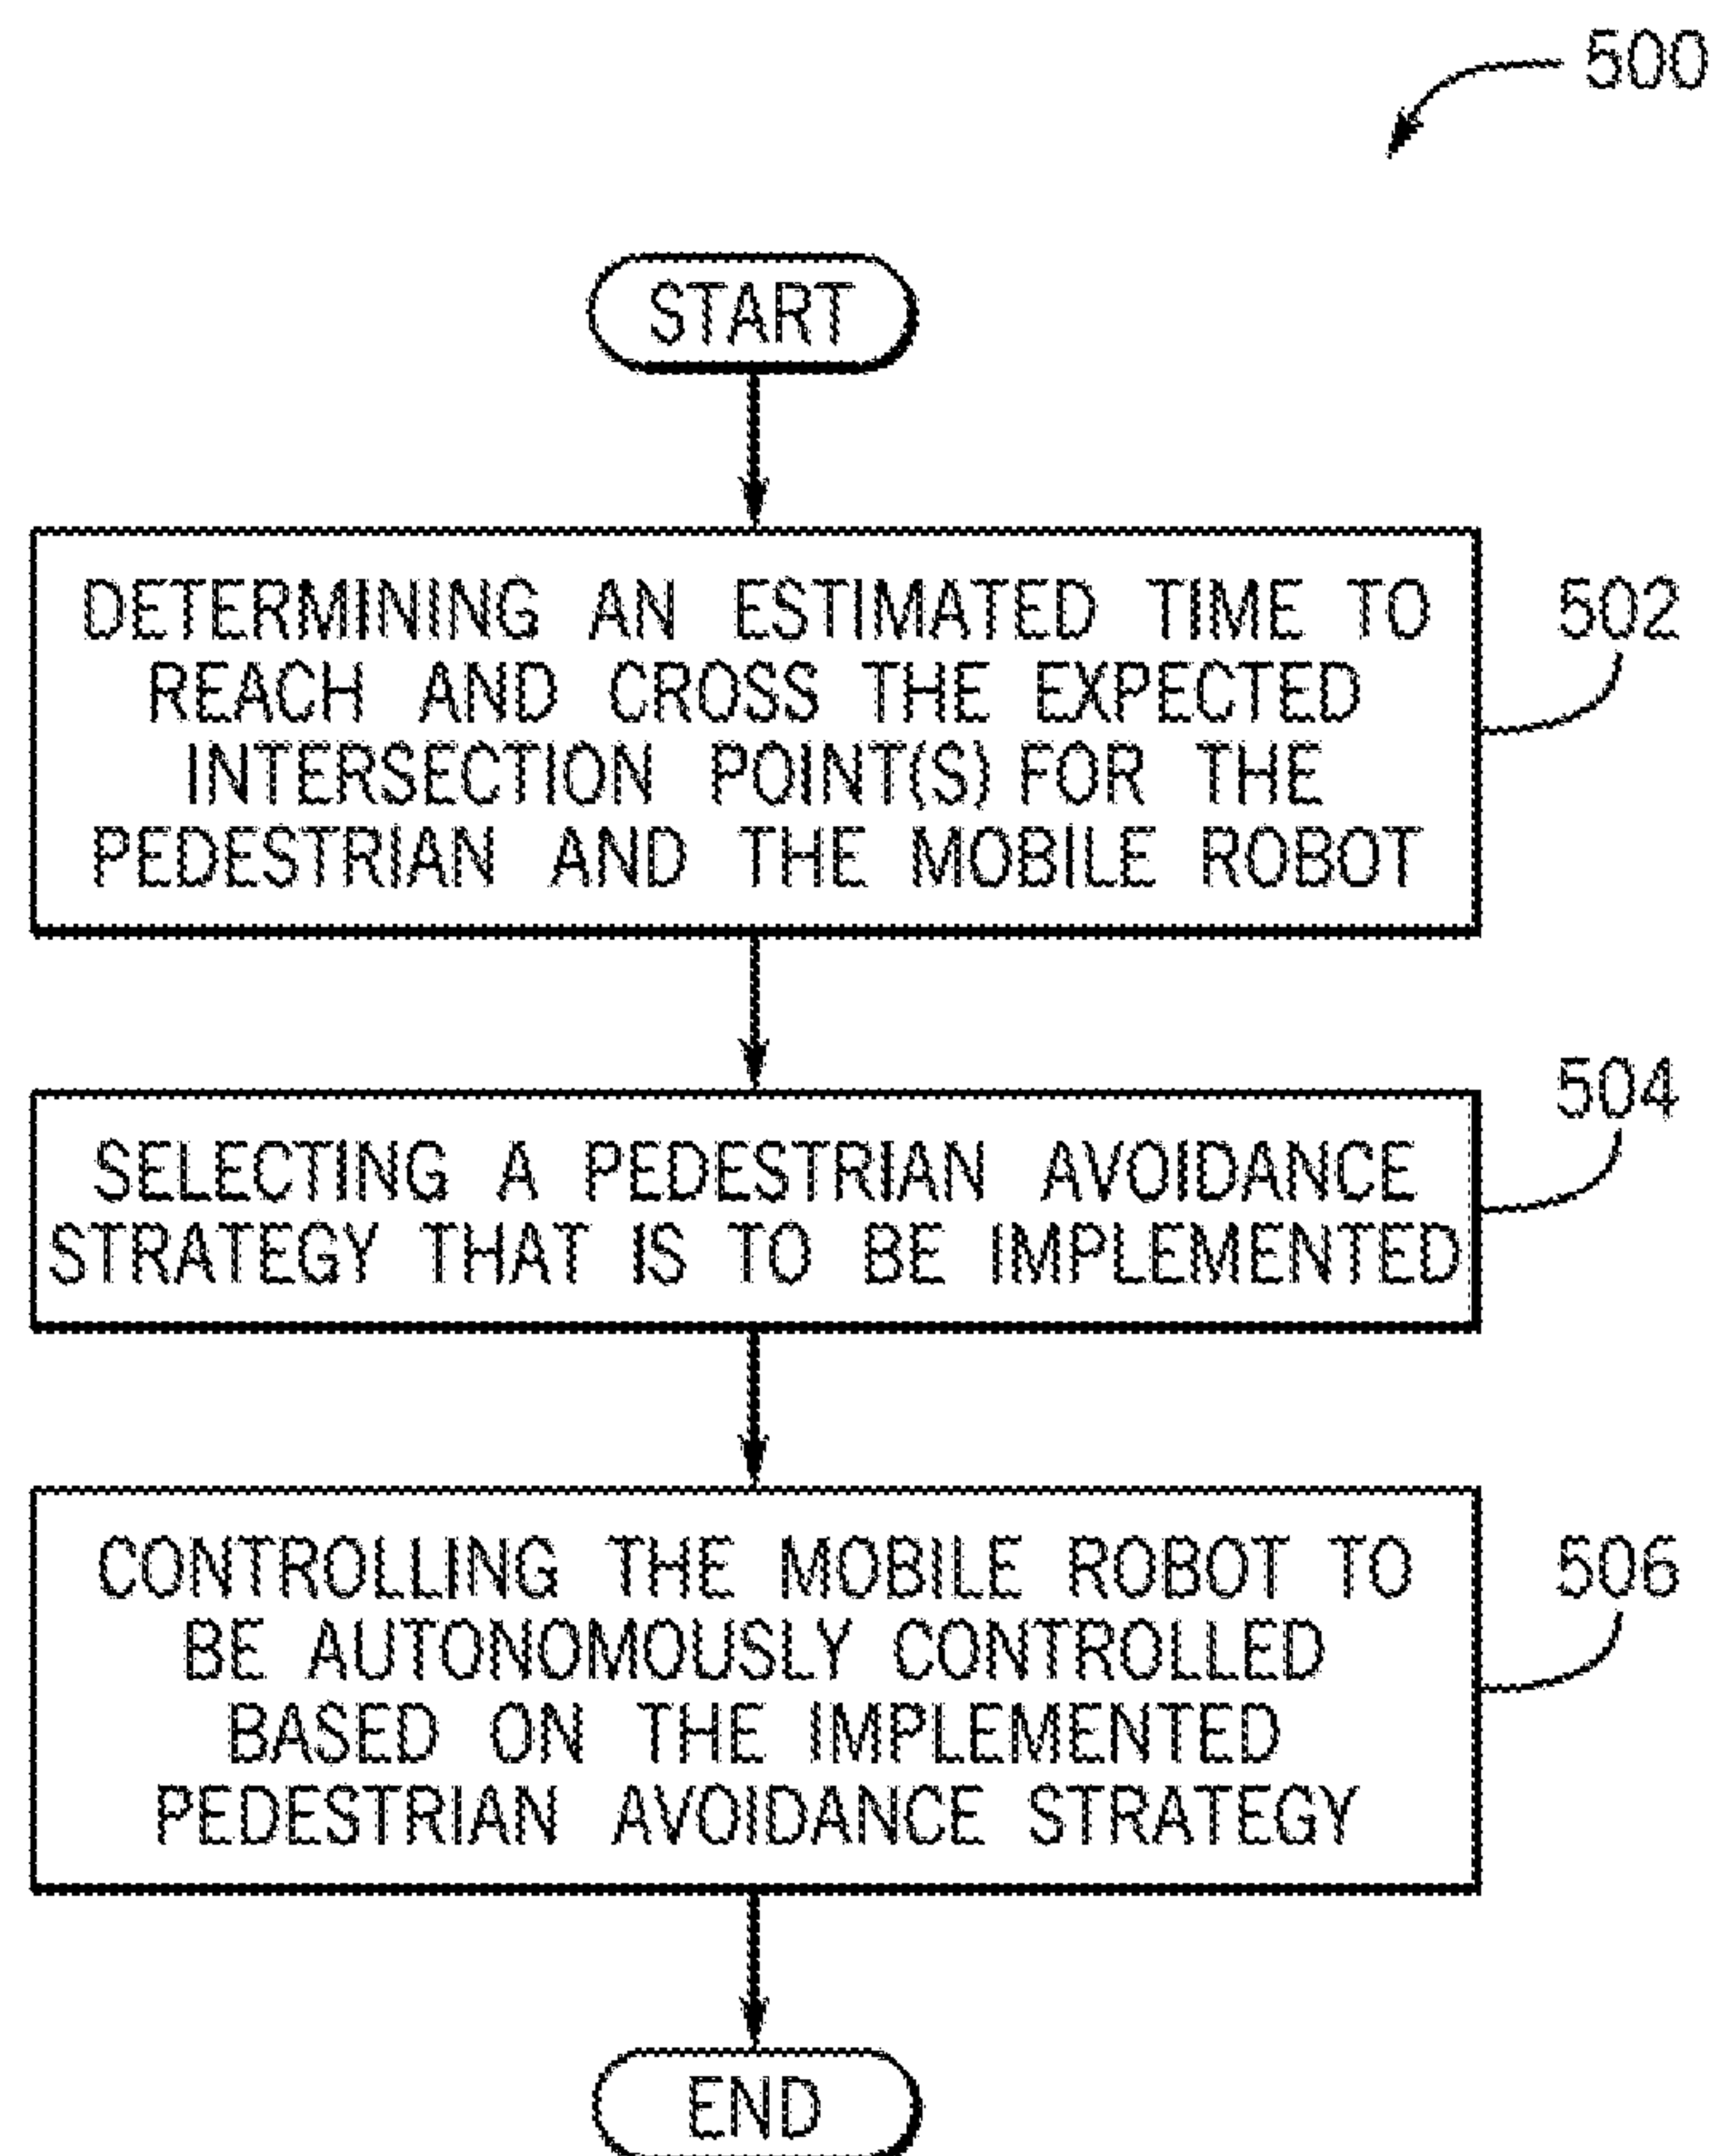 500
START
DETERMINING AN ESTIMATED TIME TO
REACH AND CROSS THE EXPECTED
INTERSECTION POINT(S) FOR THE
PEDESTRIAN AND THE MOBILE ROBOT
502
SELECTING A PEDESTRIAN AVOIDANCE
STRATEGY THAT IS TO BE IMPLEMENTED
504
CONTROLLING THE MOBILE ROBOT TO
BE AUTONOMOUSLY CONTROLLED
BASED ON THE IMPLEMENTED
PEDESTRIAN AVOIDANCE STRATEGY
506
END